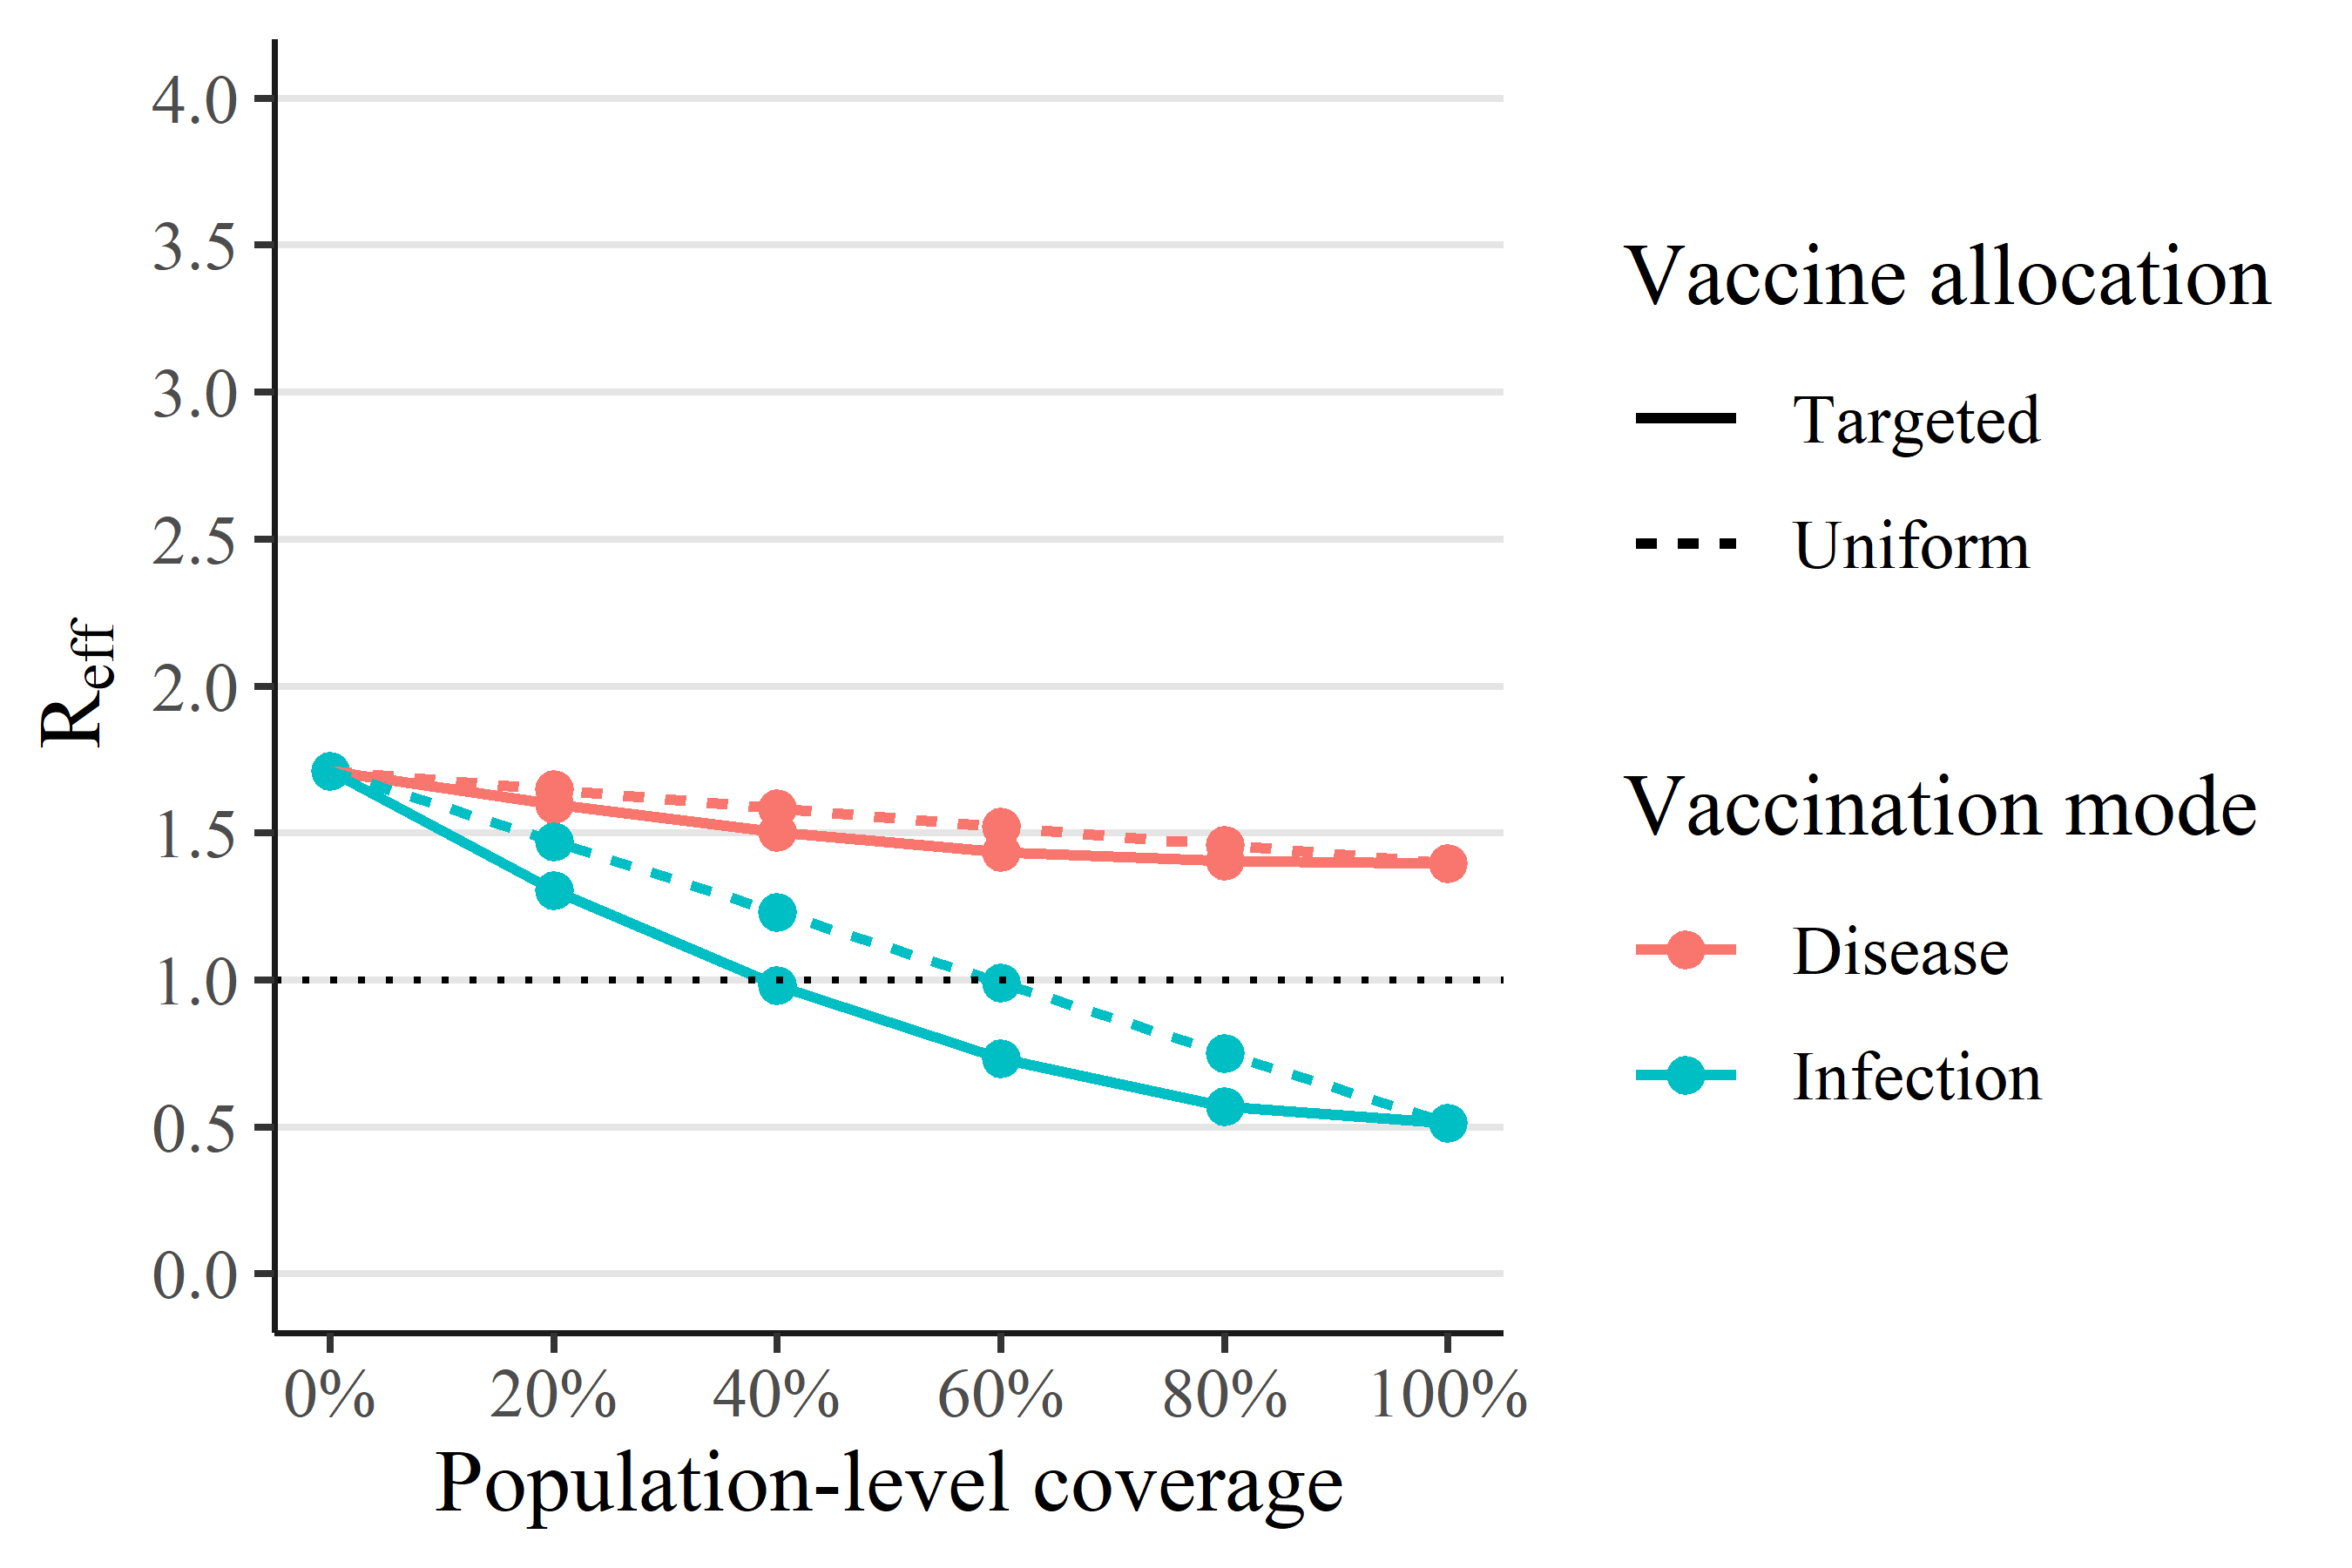 4.0
3.5
3.0
2.5
2.0
1.5
1.0
0.5
0.0
Reff
0%
20%
40%
60%
80%
100%
Population-level coverage
Vaccine allocation
Targeted
Uniform
Vaccination mode
Disease
Infection